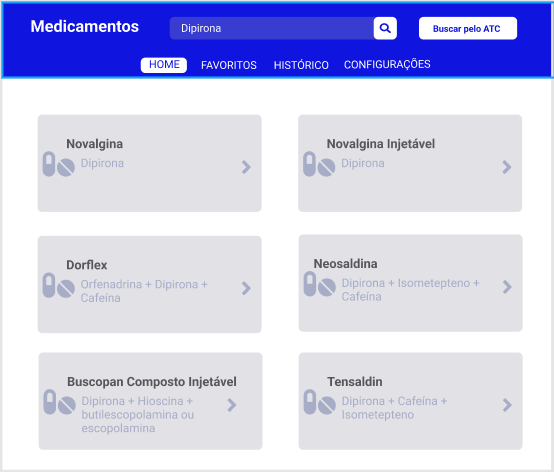 Medicamentos
Dipirona
Buscar pelo ATC
HOME
FAVORITOS
HISTÓRICO
CONFIGURAÇÕES
Novalgina
Dipirona
Novalgina Injetável
Dipirona
Dorflex
Orfenadrina + Dipirona +
Cafeína
Neosaldina
Dipirona + Isometepteno +
Cafeína
Buscopan Composto Injetável
Dipirona + Hioscina +
butilescopolamina ou
escopolamina
Tensaldin
Dipirona + Cafeína +
Isometepteno